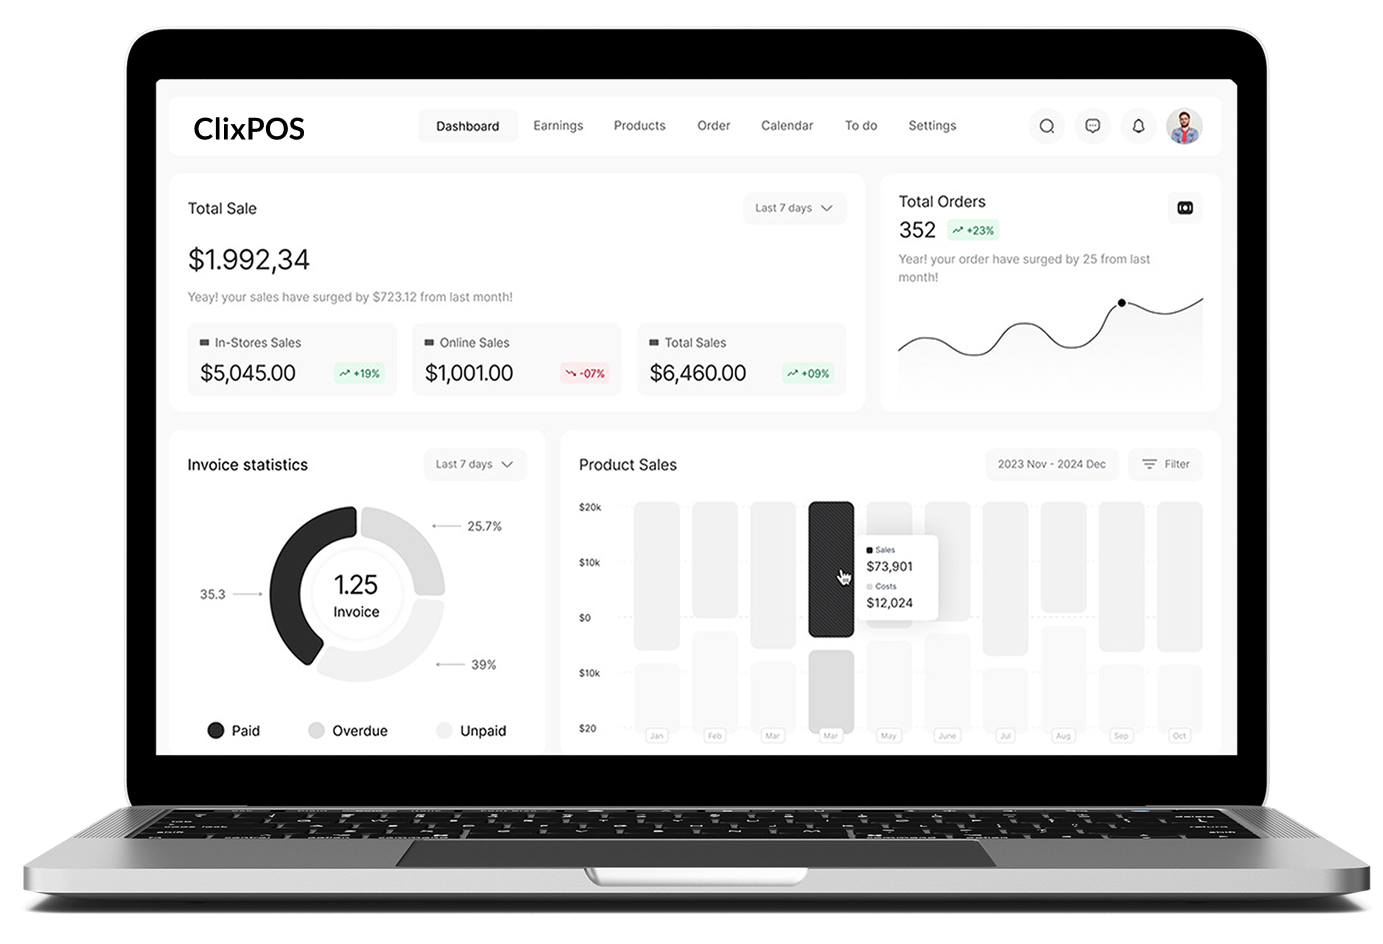 ClixPOS
Dashboard Earnings Products Order Calendar To do Settings
Total Sale
Last 7 days
$1.992,34
Yeay! your sales have surged by $723.12 from last month!
In-Stores Sales
$5,045.00 +19%
Online Sales
$1,001.00 -07%
Total Sales
$6,460.00 +09%
Total Orders
352 +23%
Year! your order have surged by 25 from last
month!
Invoice statistics
Last 7 days
25.7%
35.3
1.25
Invoice
39%
Paid Overdue Unpaid
Product Sales
2023 Nov - 2024 Dec
Filter
$20k
$10k
$0
$10k
$20
Sales
$73,901
Costs
$12,024
Jan Feb Mar Mar May June Jul Aug Sep Oct